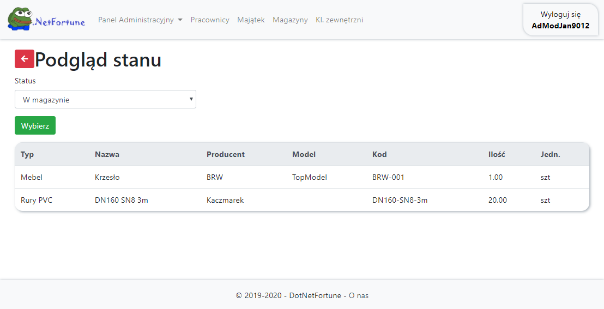 .NetFortune Panel Administracyjny Pracownicy Majątek Magazyny Kl. zewnętrzni
Wyloguj się
AdModJan9012
Podgląd stanu
Status
W magazynie
Wybierz
Typ Nazwa Producent Model Kod Ilość Jedn.
Mebel Krzesło BRW TopModel BRW-001 1.00 szt
Rury PVC DN160 SN8 3m Kaczmarek DN160-SN8-3m 20.00 szt
© 2019-2020 - DotNetFortune - O nas